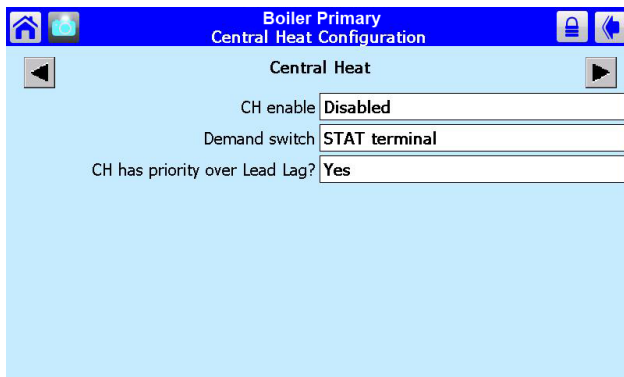 Boiler Primary
Central Heat Configuration
Central Heat
CH enable Disabled
Demand switch STAT terminal
CH has priority over Lead Lag? Yes